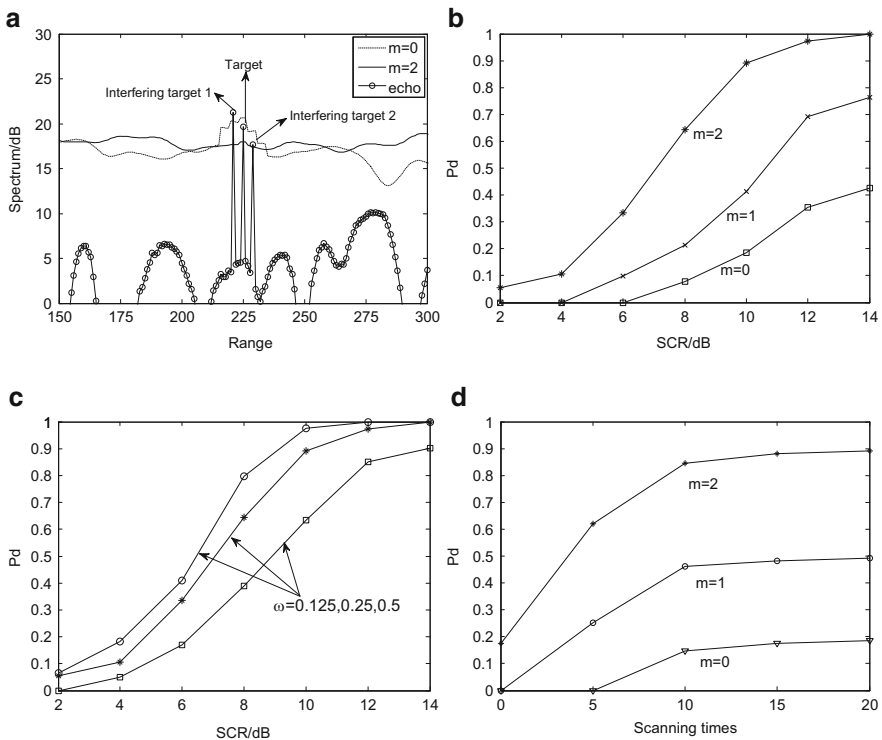 a
30
25
20
15
10
5
0
Spectrum/dB
150 175 200 225 250 275 300
Range
m=0
m=2
echo
Target
Interfering target 1
Interfering target 2
b
1
0.9
0.8
0.7
0.6
0.5
0.4
0.3
0.2
0.1
0
Pd
2 4 6 8 10 12 14
SCR/dB
m=2
m=1
m=0
c
1
0.9
0.8
0.7
0.6
0.5
0.4
0.3
0.2
0.1
0
Pd
2 4 6 8 10 12 14
SCR/dB
ω=0.125,0.25,0.5
d
1
0.9
0.8
0.7
0.6
0.5
0.4
0.3
0.2
0.1
0
Pd
0 5 10 15 20
Scanning times
m=2
m=1
m=0